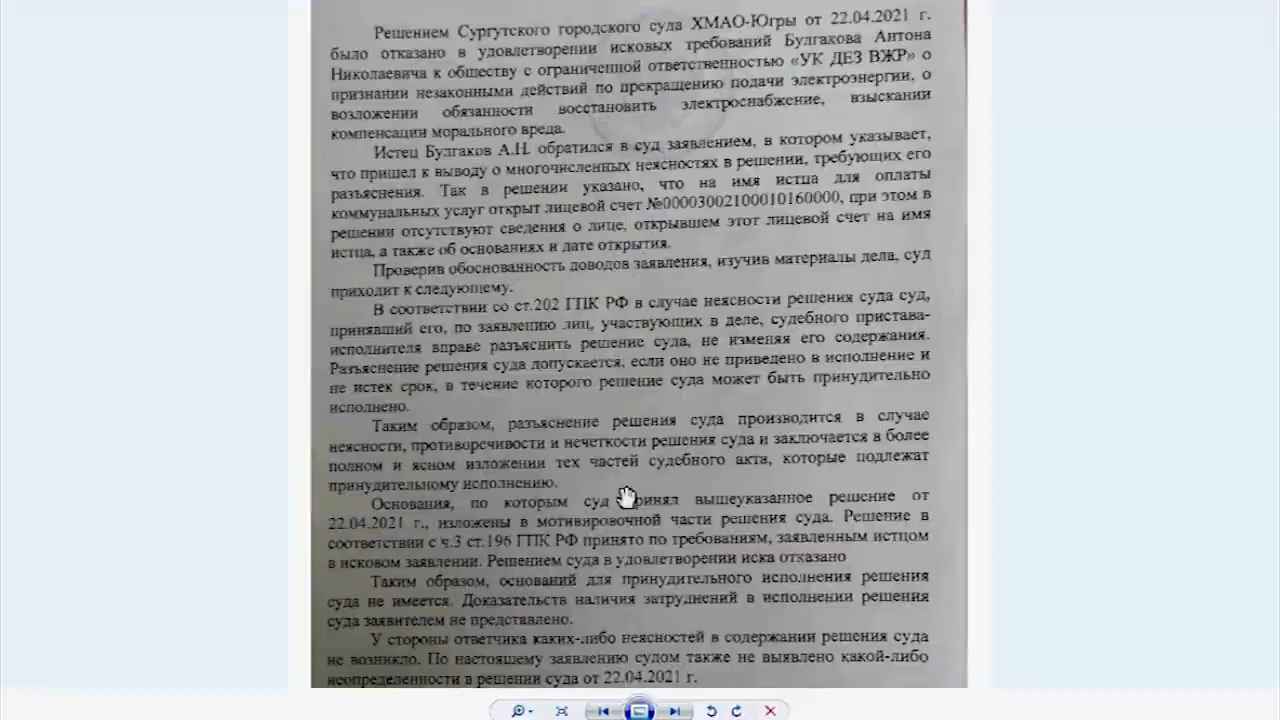 Решением Сургутского городского суда ХМАО-Югры от 22.04.2021 г.
было отказано в удовлетворении исковых требований Булгакова Антона
Николаевича к обществу с ограниченной ответственностью «УК ДЕЗ ВЖР» о
признании незаконными действий по прекращению подачи электроэнергии, о
возложении обязанности восстановить электроснабжение, взыскании
компенсации морального вреда.
Истец Булгаков А.Н. обратился в суд заявлением, в котором указывает,
что пришел к выводу о многочисленных неясностях в решении, требующих его
разъяснения. Так в решении указано, что на имя истца для оплаты
коммунальных услуг открыт лицевой счет №00003002100010160000, при этом в
решении отсутствуют сведения о лице, открывшем этот лицевой счет на имя
истца, а также об основаниях и дате открытия.
Проверив обоснованность доводов заявления, изучив материалы дела, суд
приходит к следующему.
В соответствии со ст.202 ГПК РФ в случае неясности решения суда суд,
принявший его, по заявлению лиц, участвующих в деле, судебного пристава-
исполнителя вправе разъяснить решение суда, не изменяя его содержания.
Разъяснение решения суда допускается, если оно не приведено в исполнение и
не истек срок, в течение которого решение суда может быть принудительно
исполнено.
Таким образом, разъяснение решения суда производится в случае
неясности, противоречивости и нечеткости решения суда и заключается в более
полном и ясном изложении тех частей судебного акта, которые подлежат
принудительному исполнению.
Основания, по которым суд принял вышеуказанное решение от
22.04.2021 г., изложены в мотивировочной части решения суда. Решение в
соответствии с ч.3 ст.196 ГПК РФ принято по требованиям, заявленным истцом
в исковом заявлении. Решением суда в удовлетворении иска отказано
Таким образом, оснований для принудительного исполнения решения
суда не имеется. Доказательств наличия затруднений в исполнении решения
суда заявителем не представлено.
У стороны ответчика каких-либо неясностей в содержании решения суда
не возникло. По настоящему заявлению судом также не выявлено какой-либо
неопределенности в решении суда от 22.04.2021 г.